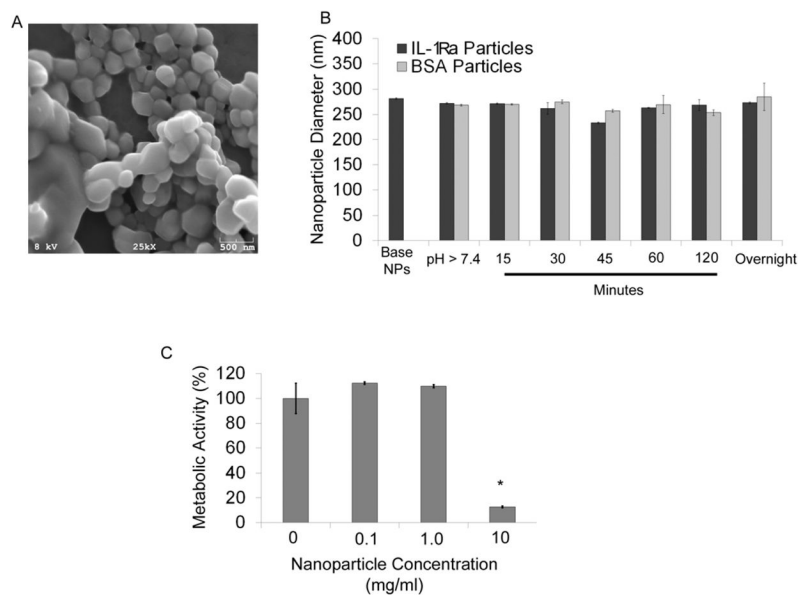 A
8 kV
25kX
500 nm
B
Nanoparticle Diameter (nm)
400
350
300
250
200
150
100
50
0
IL-1Ra Particles
BSA Particles
Base NPs
pH > 7.4
15
30
45
60
120
Overnight
Minutes
C
Metabolic Activity (%)
120
100
80
60
40
20
0
*
0
0.1
1.0
10
Nanoparticle Concentration
(mg/ml)